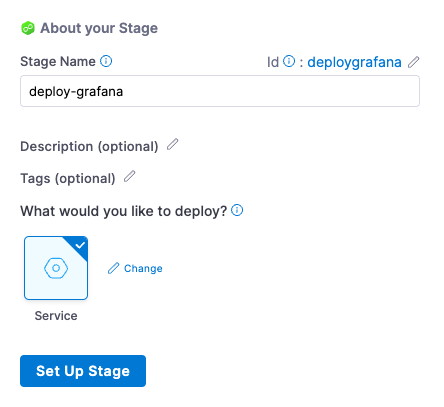 About your Stage
Stage Name Id : deploygrafana
deploy-grafana
Description (optional)
Tags (optional)
What would you like to deploy?
Change
Service
Set Up Stage